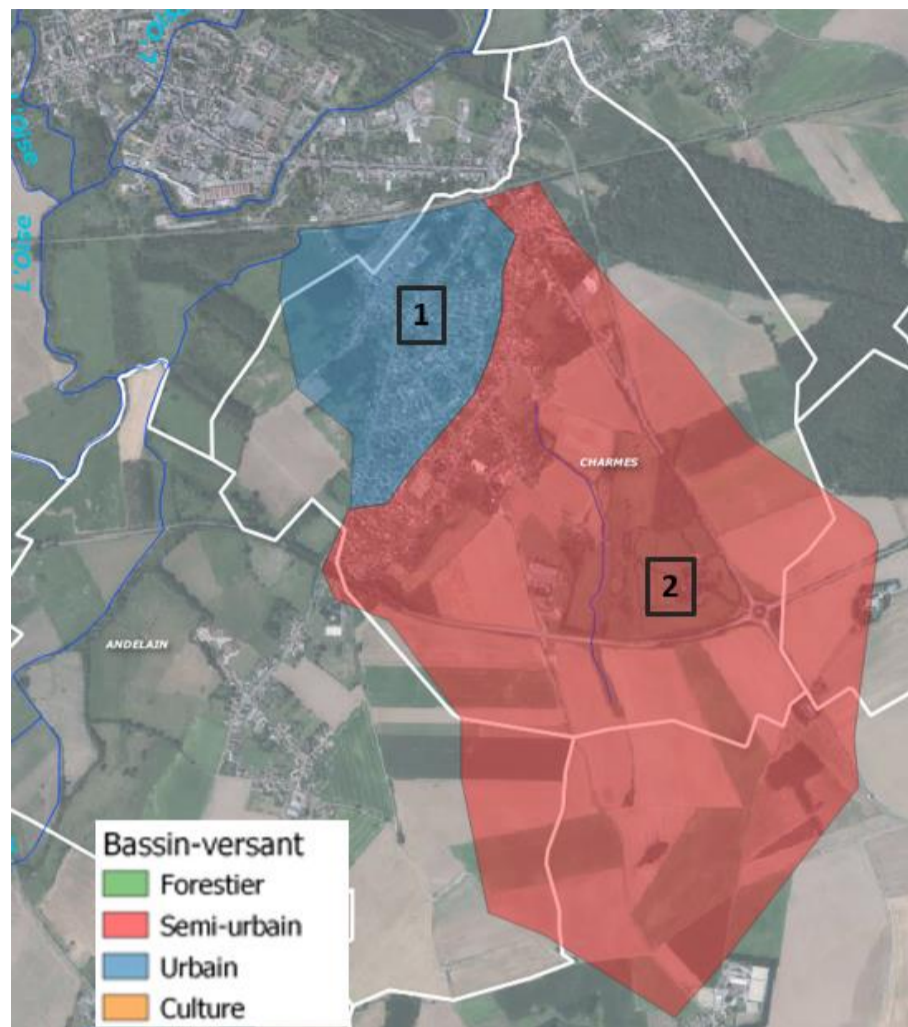 L'Oise
L'Oise
L'Oise
1
CHARMES
2
ANDELAIN
Bassin-versant
Forestier
Semi-urbain
Urbain
Culture